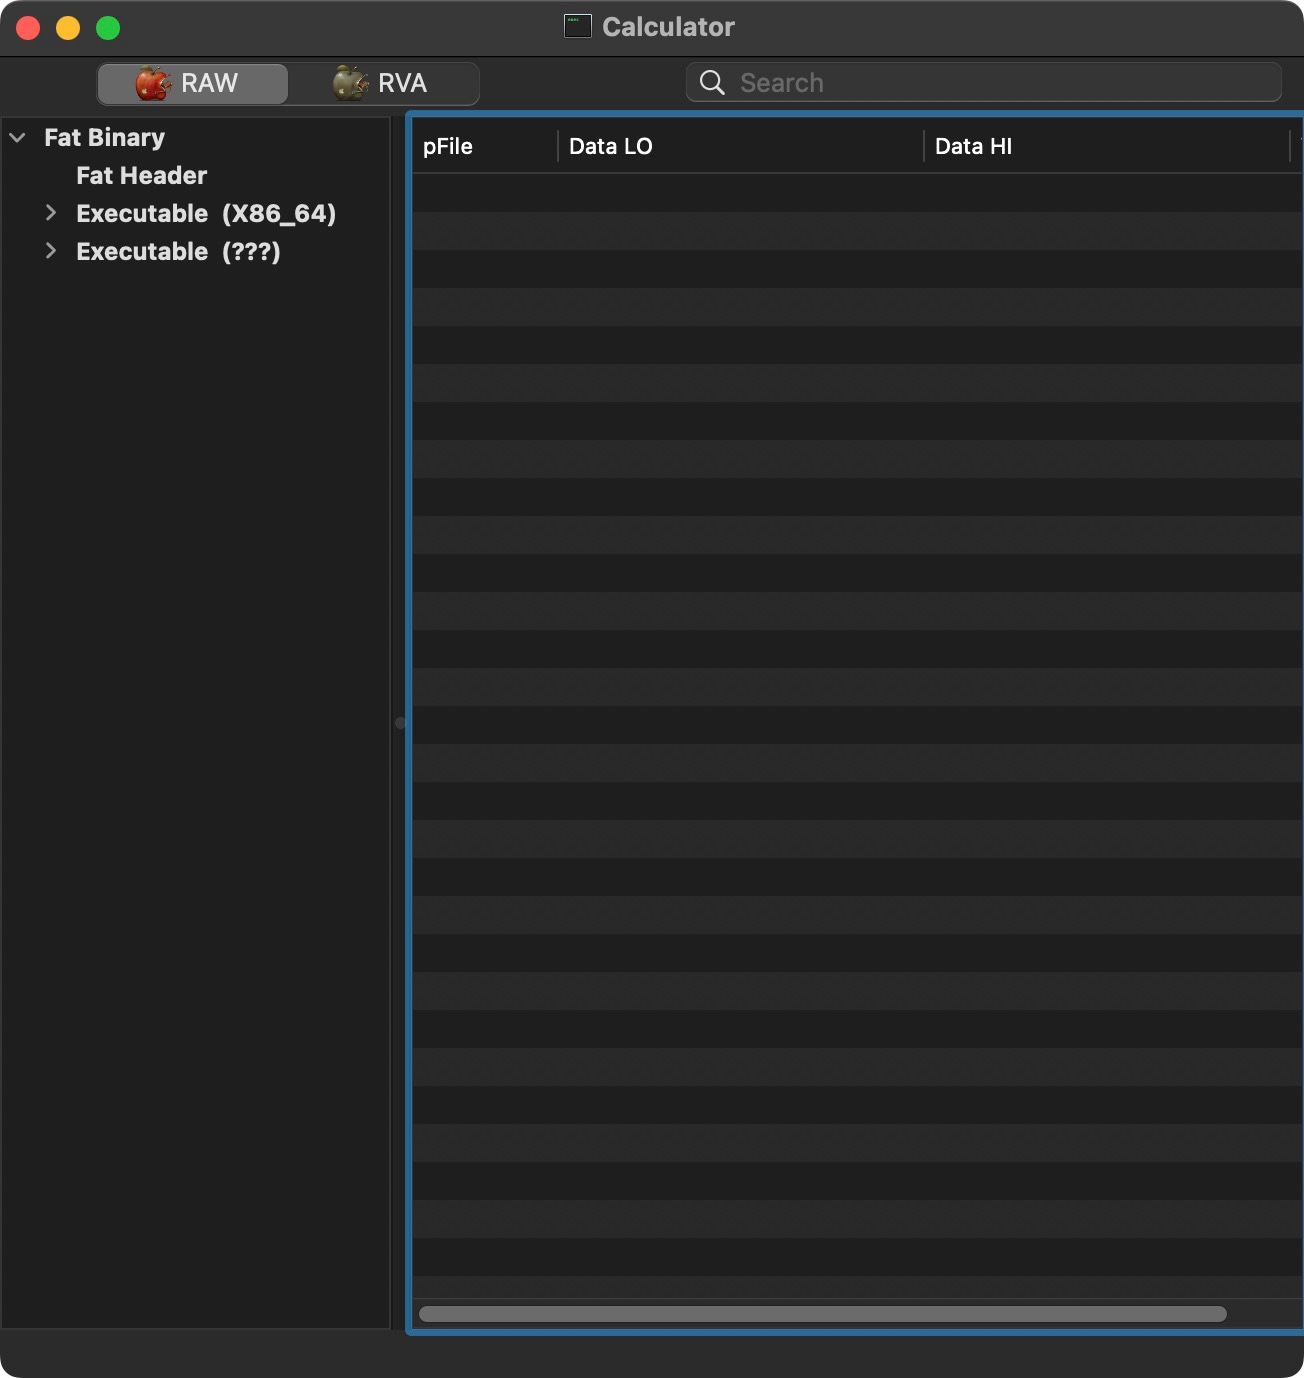 Calculator
RAW
RVA
Search
Fat Binary
Fat Header
Executable (X86_64)
Executable (???)
pFile
Data LO
Data HI